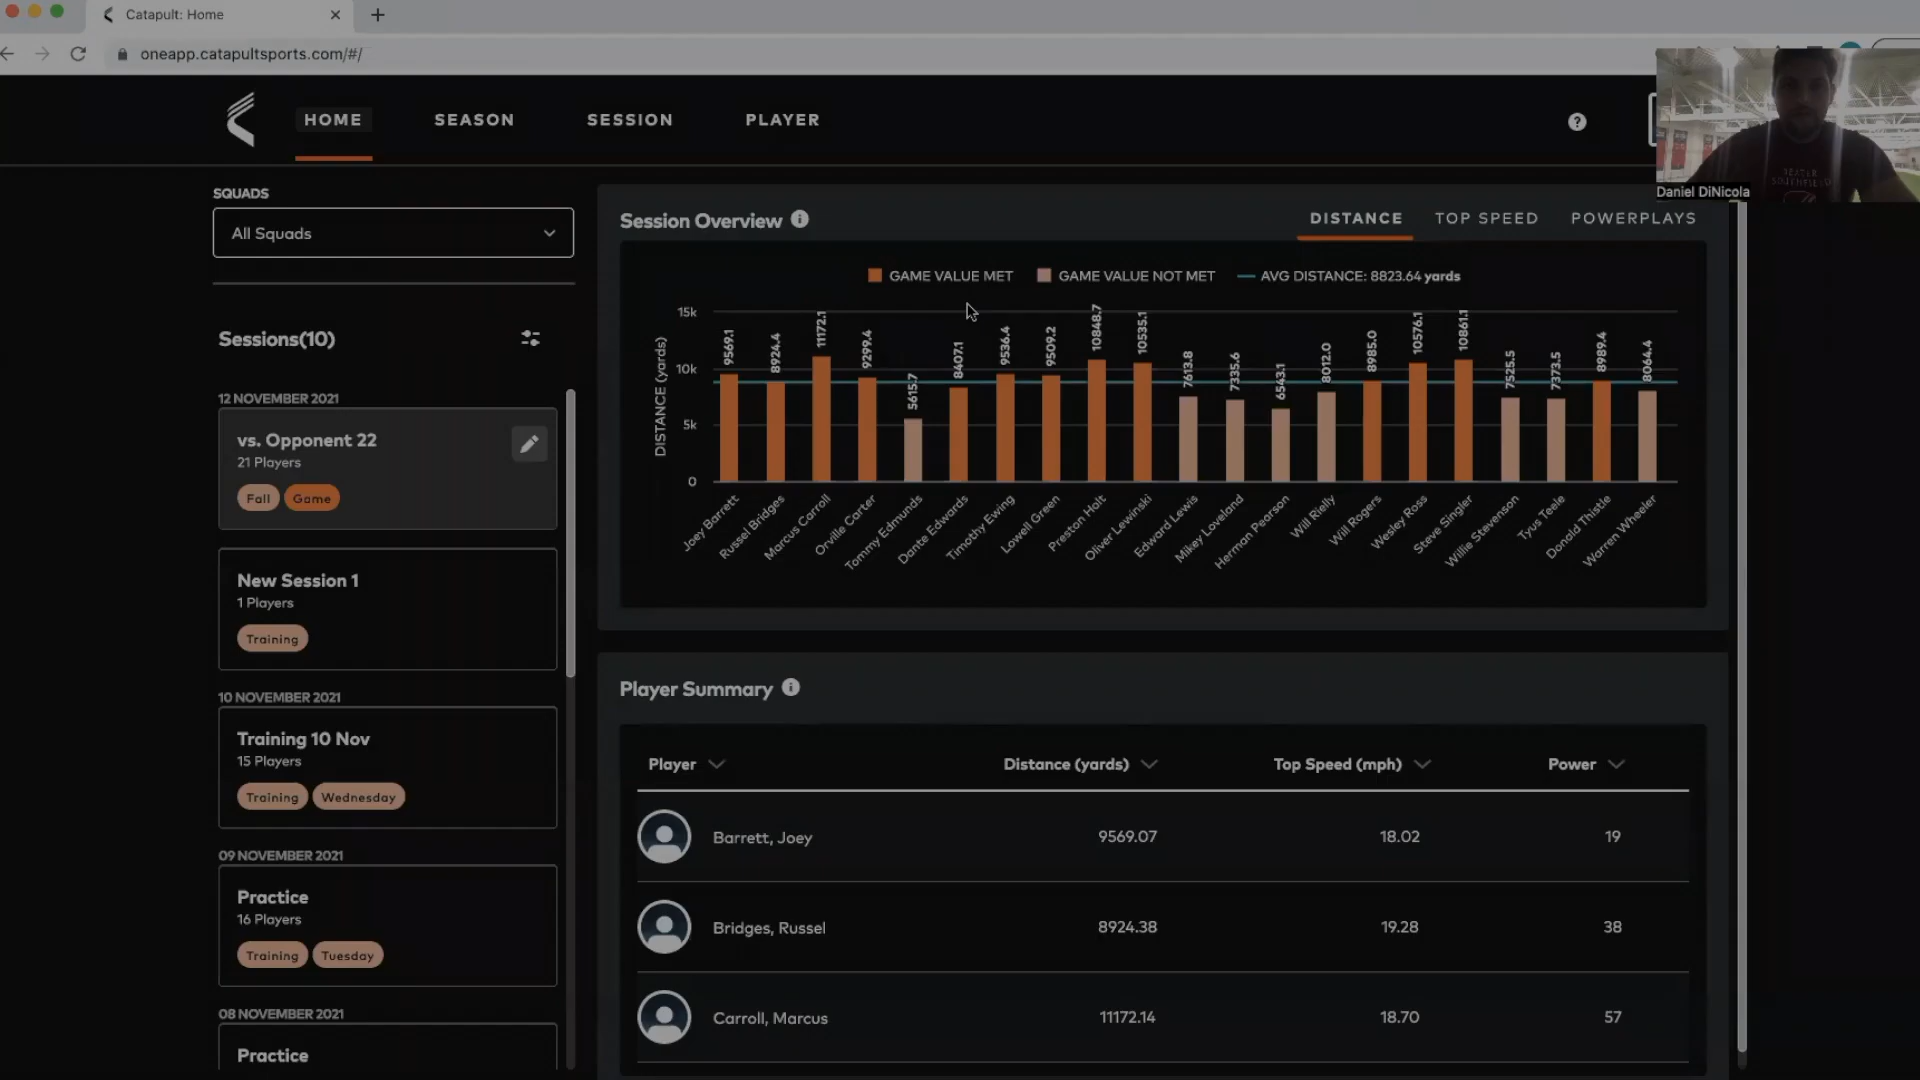 Catapult: Home
oneapp.catapultsports.com/#/
HOME
SEASON
SESSION
PLAYER
?
Daniel DiNicola
SQUADS
All Squads
Sessions(10)
12 NOVEMBER 2021
vs. Opponent 22
21 Players
Fall
Game
New Session 1
1 Players
Training
10 NOVEMBER 2021
Training 10 Nov
15 Players
Training
Wednesday
09 NOVEMBER 2021
Practice
16 Players
Training
Tuesday
08 NOVEMBER 2021
Practice
Session Overview
DISTANCE
TOP SPEED
POWERPLAYS
GAME VALUE MET
GAME VALUE NOT MET
AVG DISTANCE: 8823.64 yards
DISTANCE (yards)
15k
10k
5k
0
9569.1
8924.4
11172.1
9299.4
5615.7
8407.1
9536.4
9509.2
10848.7
10535.1
7613.8
7335.6
6543.1
8012.0
8985.0
10576.1
10861.1
7525.5
7373.5
8989.4
8064.4
Joey Barrett
Russel Bridges
Marcus Carroll
Orville Carter
Tommy Edmunds
Dante Edwards
Timothy Ewing
Lowell Green
Preston Holt
Oliver Lewinski
Edward Lewis
Mikey Loveland
Herman Pearson
Will Rielly
Will Rogers
Wesley Ross
Steve Singler
Willie Stevenson
Tyus Teele
Donald Thistle
Warren Wheeler
Player Summary
Player
Distance (yards)
Top Speed (mph)
Power
Barrett, Joey
9569.07
18.02
19
Bridges, Russel
8924.38
19.28
38
Carroll, Marcus
11172.14
18.70
57